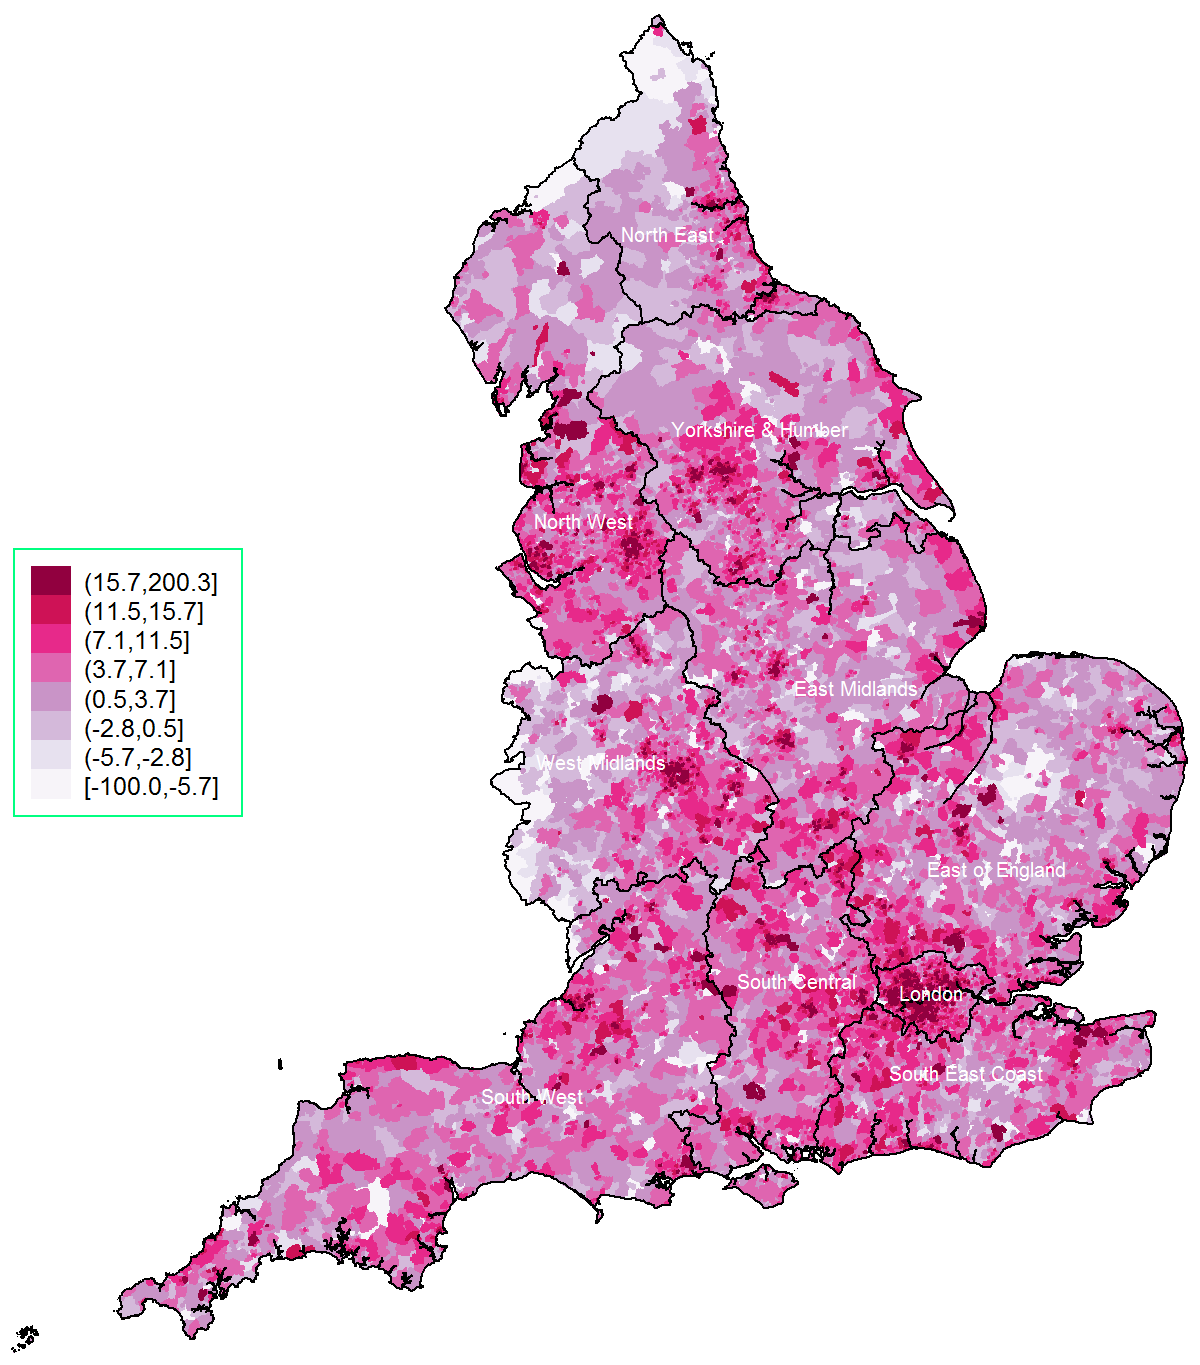 North East
Yorkshire & Humber
North West
(15.7,200.3]
(11.5,15.7]
(7.1,11.5]
(3.7,7.1]
(0.5,3.7]
(-2.8,0.5]
(-5.7,-2.8]
[-100.0,-5.7]
East Midlands
West Midlands
East of England
South Central
London
South East Coast
South West